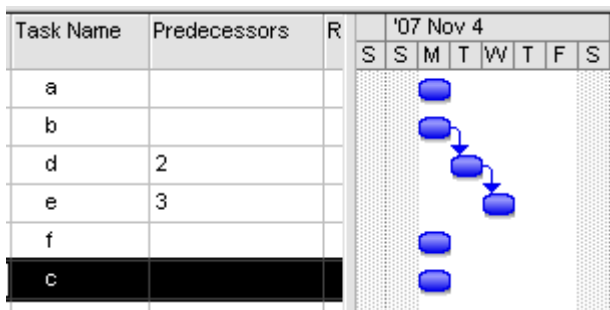 Task Name Predecessors R '07 Nov 4
S S M T W T F S
a
b
d 2
e 3
f
c